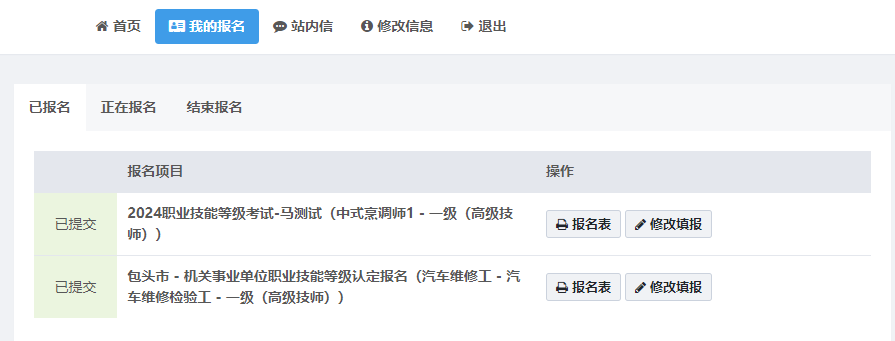 首页 我的报名 站内信 修改信息 退出
已报名 正在报名 结束报名
报名项目 操作
已提交 2024职业技能等级考试-马测试（中式烹调师1 - 一级（高级技
师）） 报名表 修改填报
已提交 包头市 - 机关事业单位职业技能等级认定报名（汽车维修工 - 汽
车维修检验工 - 一级（高级技师）） 报名表 修改填报